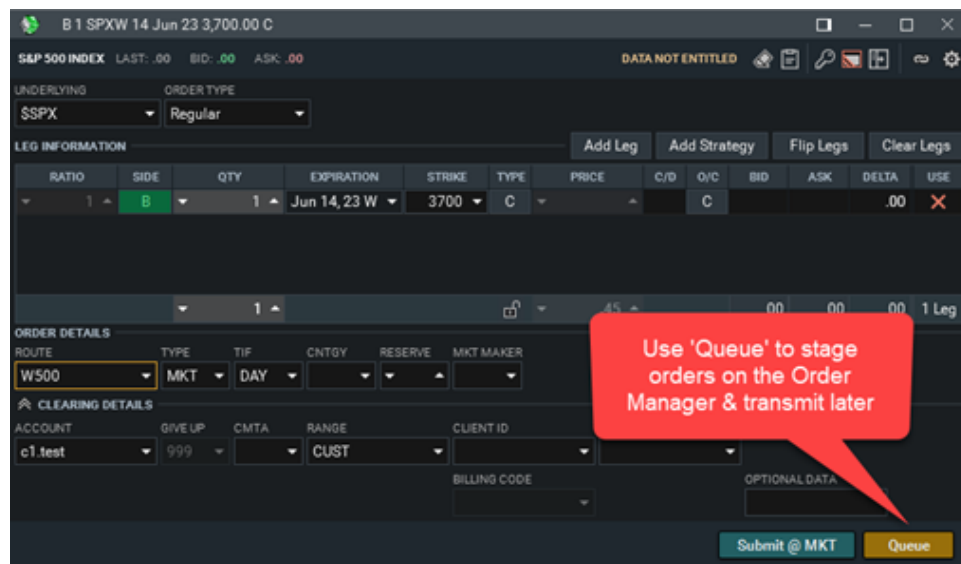 B 1 SPXW 14 Jun 23 3,700.00 C
S&P 500 INDEX LAST: .00 BID: .00 ASK: .00 DATA NOT ENTITLED
UNDERLYING ORDER TYPE
$SPX Regular
LEG INFORMATION Add Leg Add Strategy Flip Legs Clear Legs
RATIO SIDE QTY EXPIRATION STRIKE TYPE PRICE C/D O/C BID ASK DELTA USE
1 B 1 Jun 14, 23 W 3700 C C .00
1 .45 .00 .00 .00 1 Leg
ORDER DETAILS
ROUTE TYPE TIF CNTGY RESERVE MKT MAKER
W500 MKT DAY
CLEARING DETAILS
ACCOUNT GIVE UP CMTA RANGE CLIENT ID
c1.test 999 CUST
BILLING CODE OPTIONAL DATA
Submit @ MKT Queue
Use 'Queue' to stage
orders on the Order
Manager & transmit later